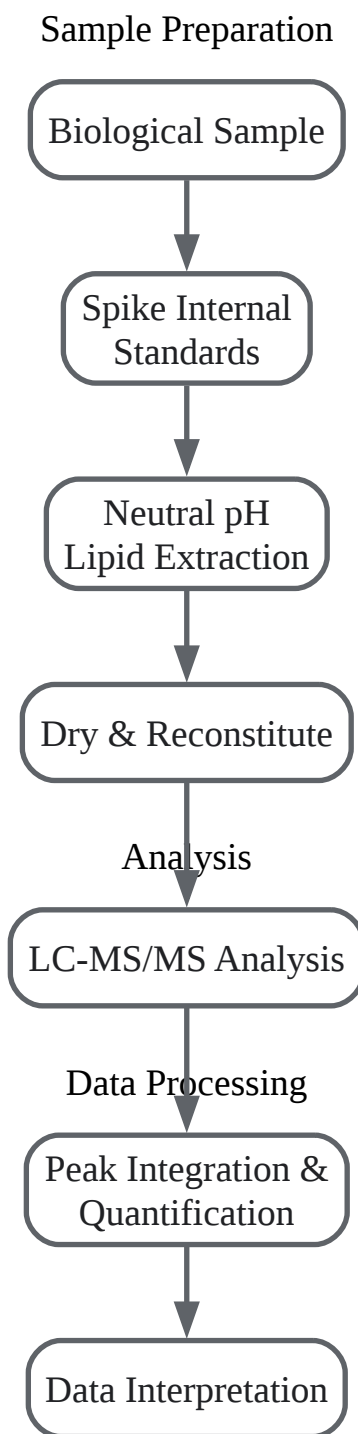 Sample Preparation
Biological Sample
Spike Internal
Standards
Neutral pH
Lipid Extraction
Dry & Reconstitute
Analysis
LC-MS/MS Analysis
Data Processing
Peak Integration &
Quantification
Data Interpretation